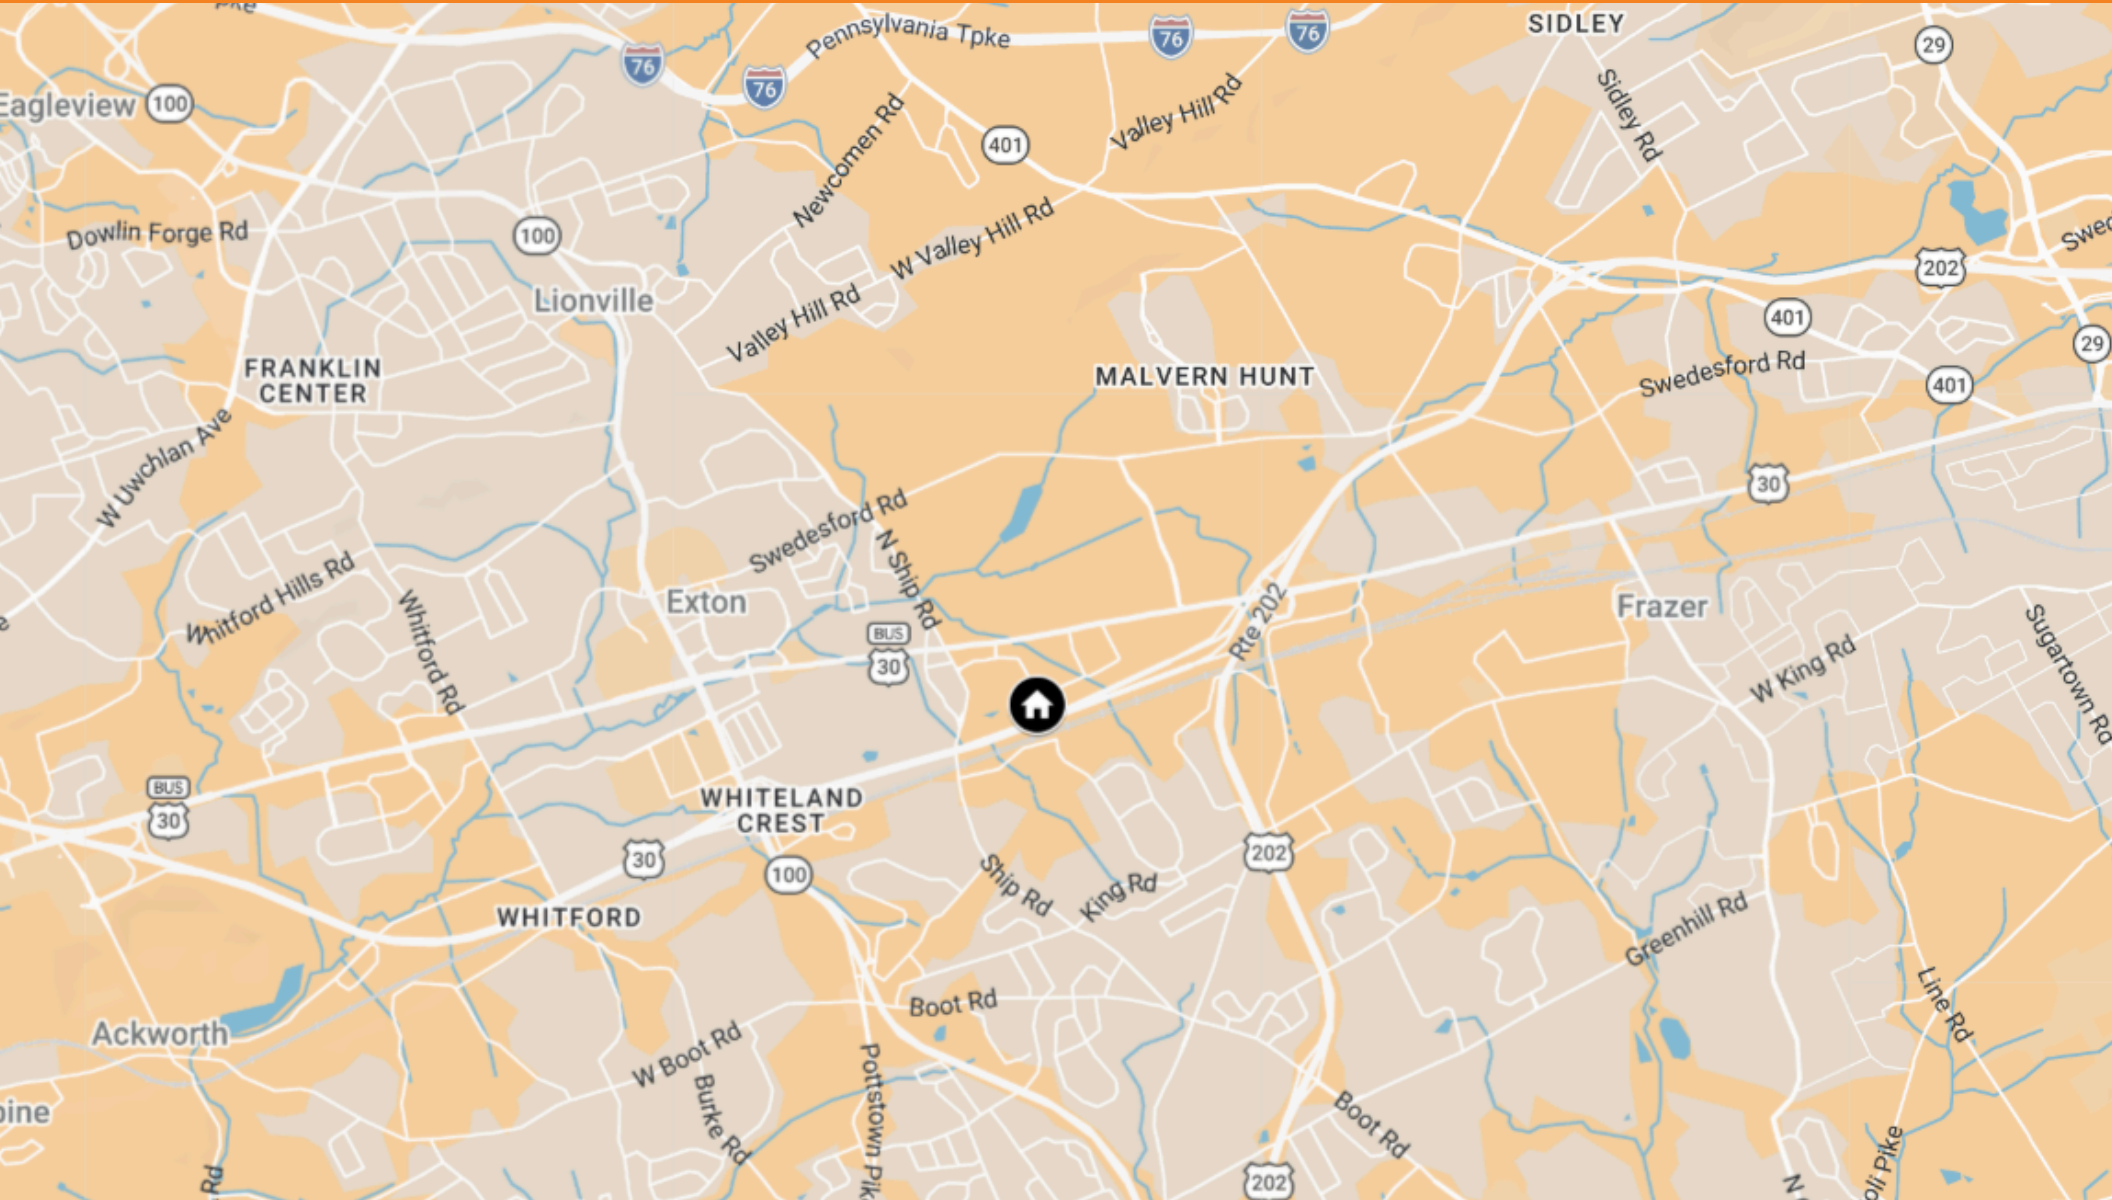 Pennsylvania Tpke
76
76
76
76
SIDLEY
29
Eagleview
100
Newcomen Rd
401
Valley Hill Rd
Sidley Rd
Dowlin Forge Rd
100
W Valley Hill Rd
202
Lionville
Valley Hill Rd
401
29
FRANKLIN
CENTER
MALVERN HUNT
Swedesford Rd
401
W Uwchlan Ave
30
Swedesford Rd
N Ship Rd
Whitford Hills Rd
Whitford Rd
Exton
BUS
30
Rte 202
Frazer
W King Rd
Sugartown Rd
BUS
30
WHITELAND
CREST
30
100
202
Ship Rd
King Rd
WHITFORD
Greenhill Rd
Line Rd
Boot Rd
Ackworth
W Boot Rd
Burke Rd
Pottstown Pik
Boot Rd
202
Rd